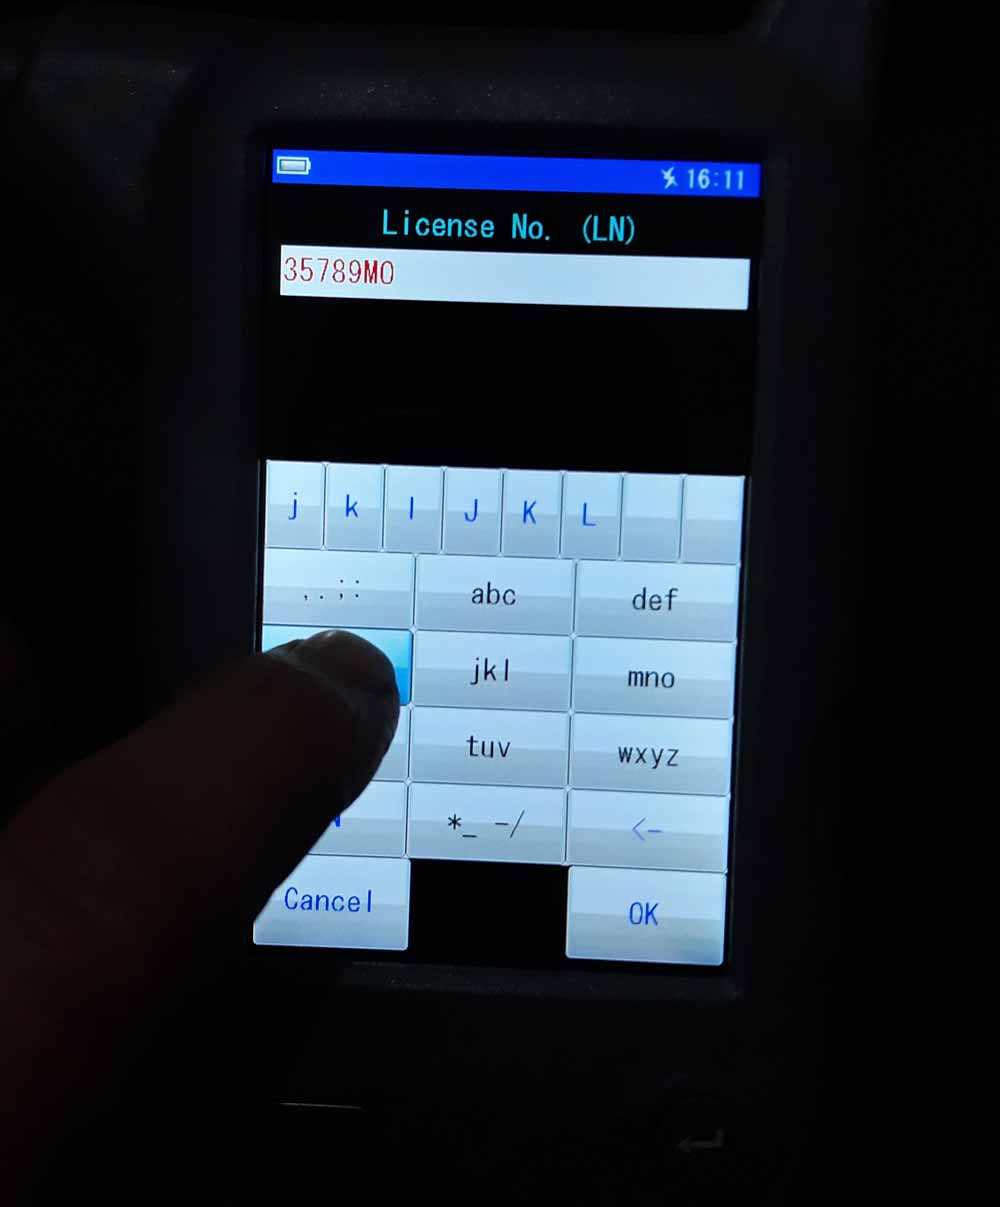 16:11
License No. (LN)
35789MO
j k l J K L
,.;: abc def
jkl mno
tuv wxyz
*_ -/ <-
Cancel OK